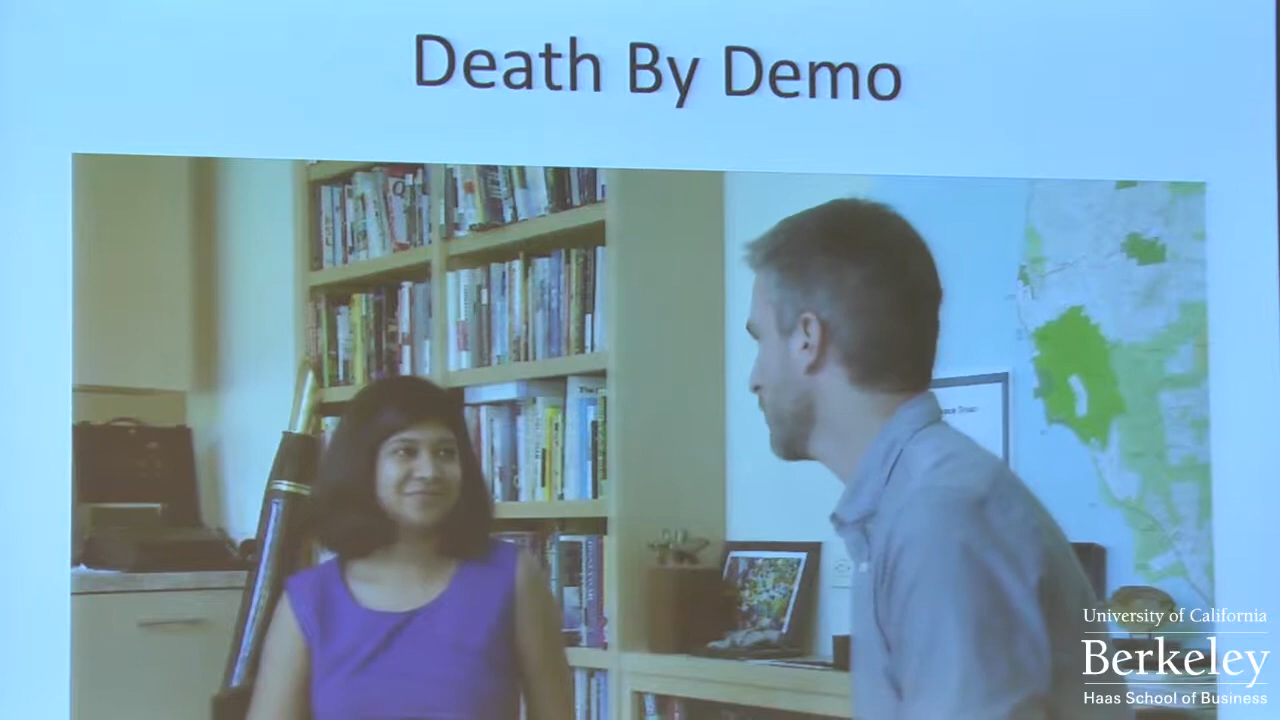 Death By Demo
University of California
Berkeley
Haas School of Business